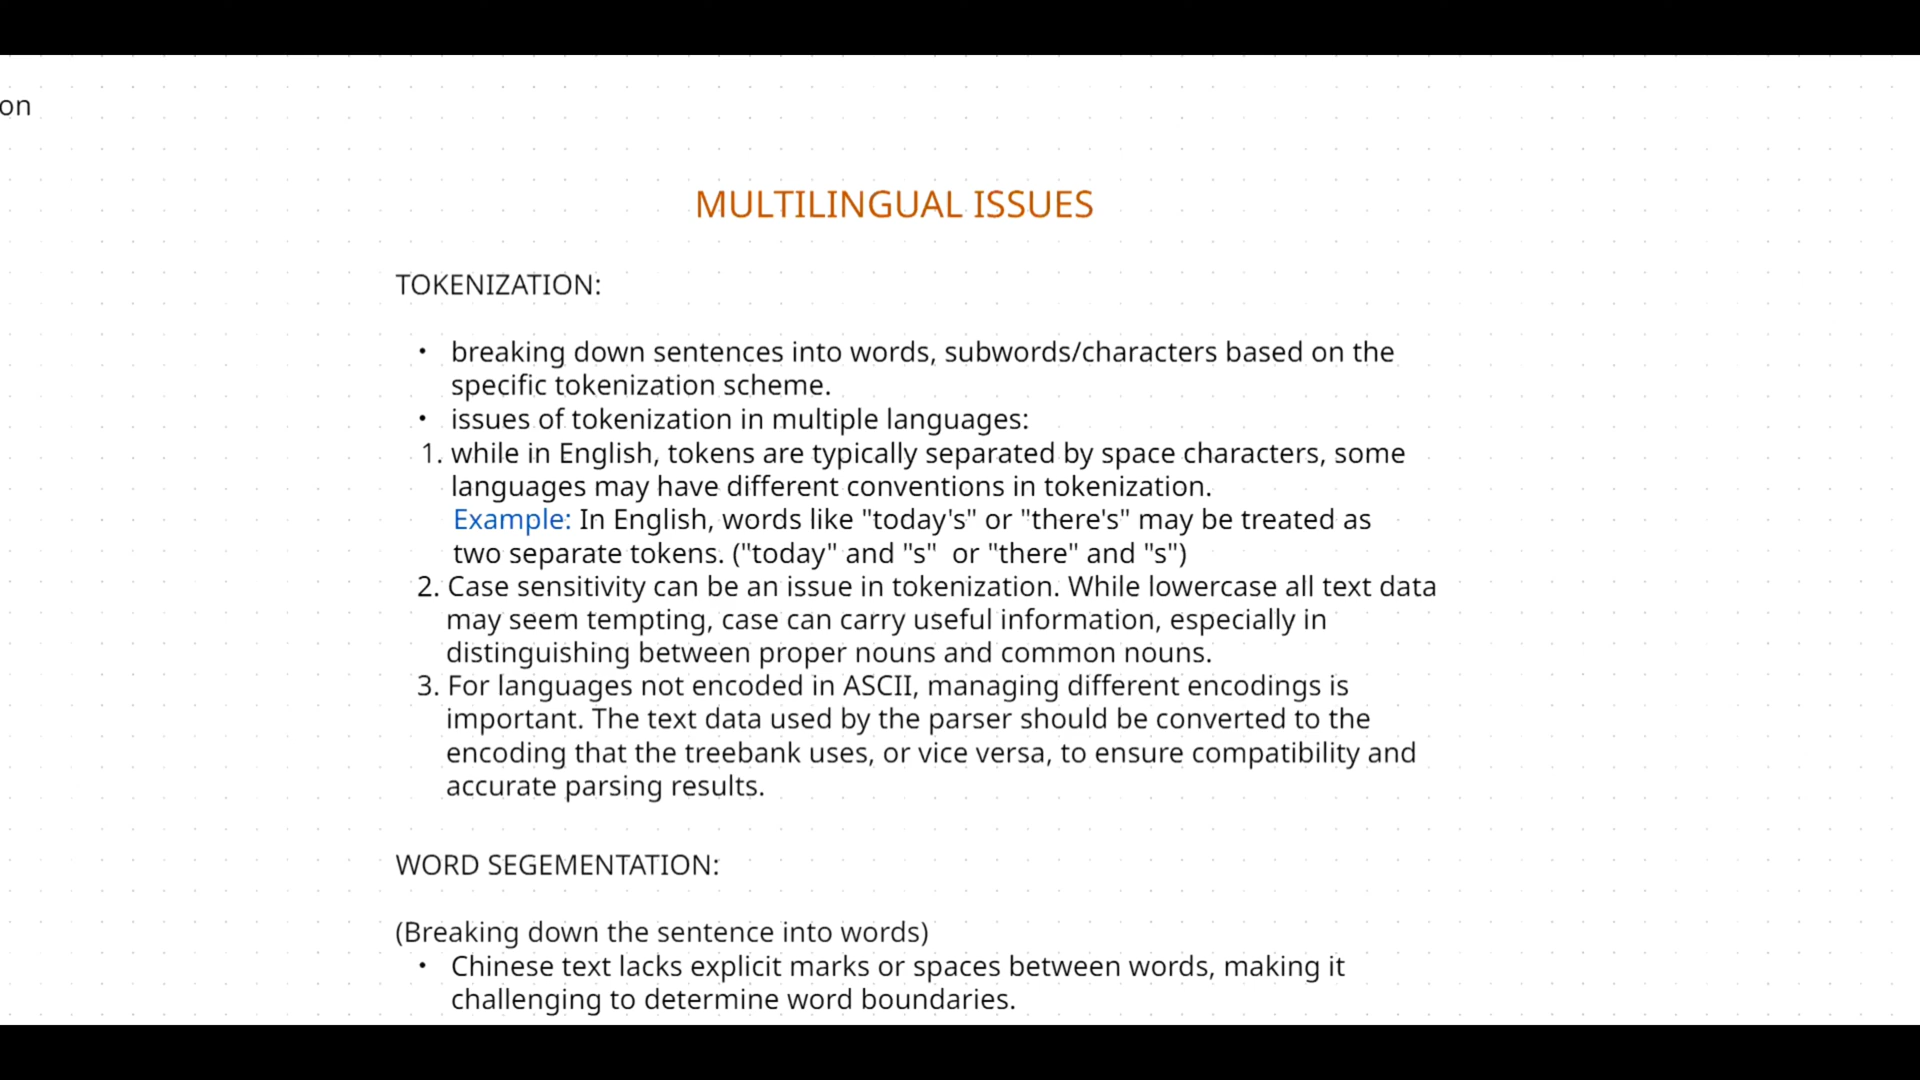 on
MULTILINGUAL ISSUES
TOKENIZATION:
• breaking down sentences into words, subwords/characters based on the
specific tokenization scheme.
• issues of tokenization in multiple languages:
1. while in English, tokens are typically separated by space characters, some
languages may have different conventions in tokenization.
Example: In English, words like "today's" or "there's" may be treated as
two separate tokens. ("today" and "s" or "there" and "s")
2. Case sensitivity can be an issue in tokenization. While lowercase all text data
may seem tempting, case can carry useful information, especially in
distinguishing between proper nouns and common nouns.
3. For languages not encoded in ASCII, managing different encodings is
important. The text data used by the parser should be converted to the
encoding that the treebank uses, or vice versa, to ensure compatibility and
accurate parsing results.
WORD SEGEMENTATION:
(Breaking down the sentence into words)
• Chinese text lacks explicit marks or spaces between words, making it
challenging to determine word boundaries.